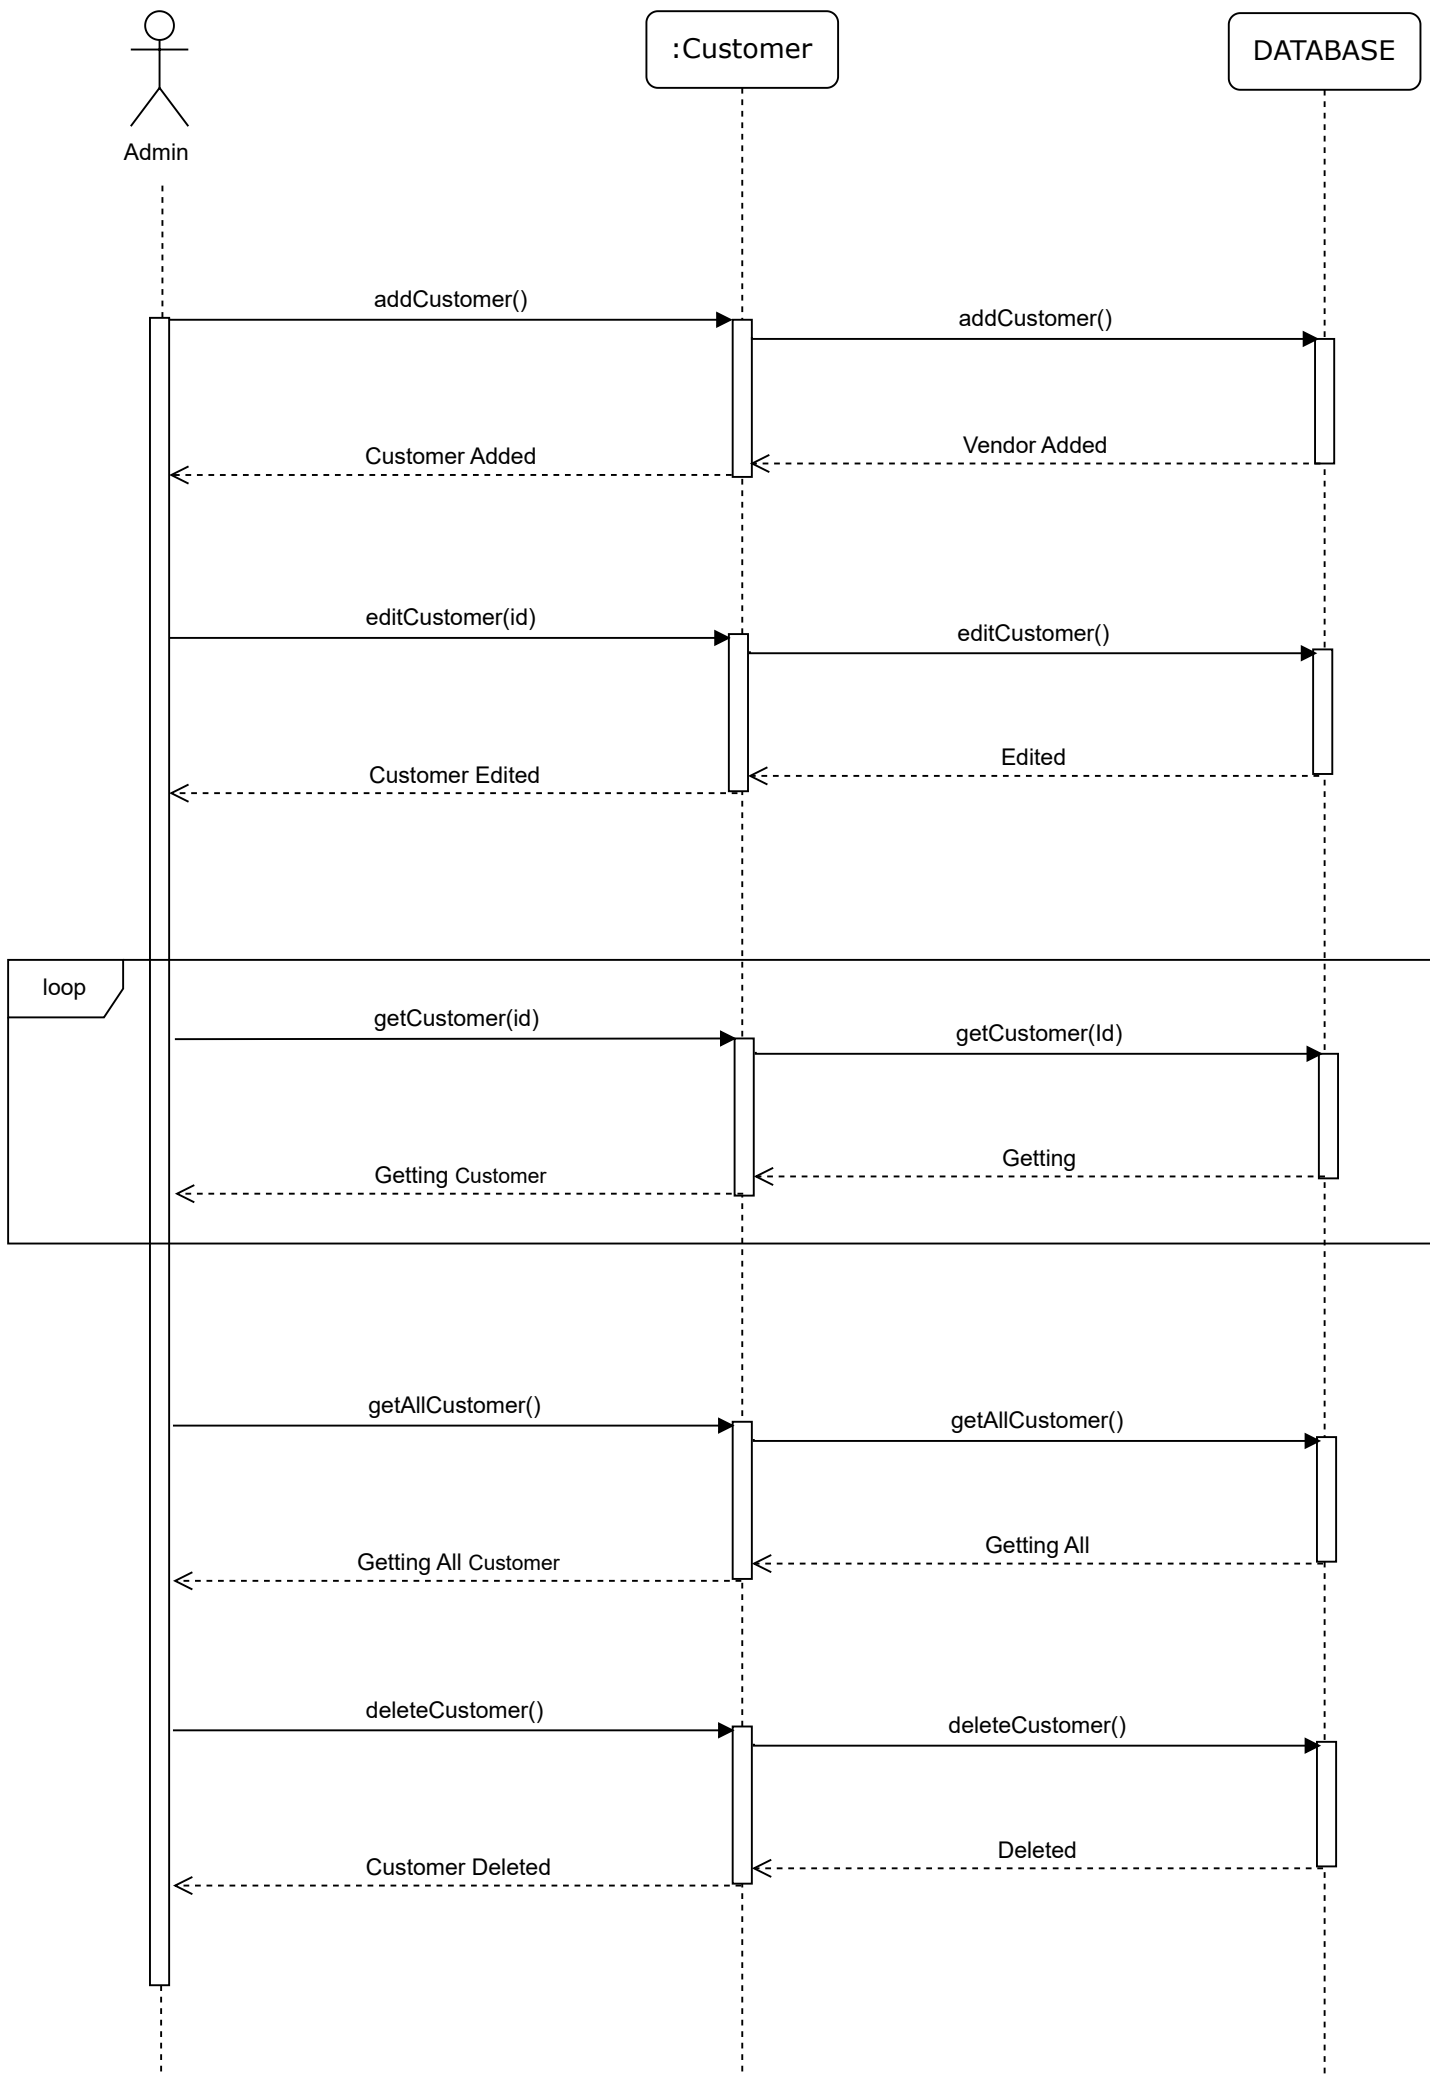 :Customer
DATABASE
Admin
addCustomer()
addCustomer()
Vendor Added
Customer Added
editCustomer(id)
editCustomer()
Edited
Customer Edited
loop
getCustomer(id)
getCustomer(Id)
Getting
Getting Customer
getAllCustomer()
getAllCustomer()
Getting All
Getting All Customer
deleteCustomer()
deleteCustomer()
Deleted
Customer Deleted